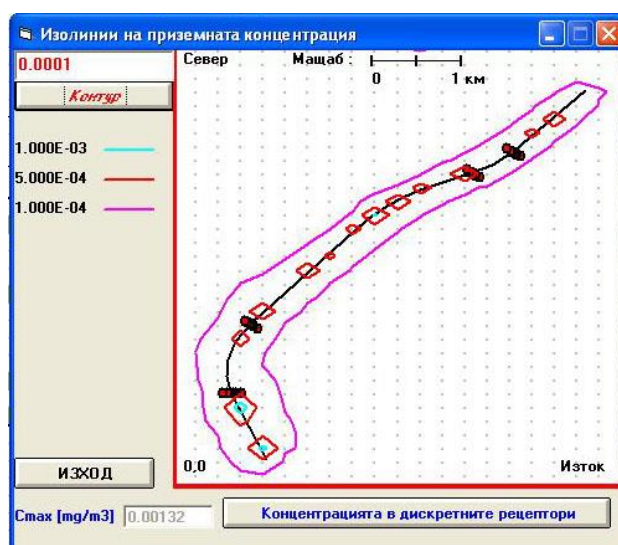 Изолинии на приземната концентрация
0.0001
Контур
1.000E-03
5.000E-04
1.000E-04
Север
Мащаб :
0 1 км
0,0
Изток
ИЗХОД
Cmax [mg/m3] 0.00132
Концентрацията в дискретните рецептори